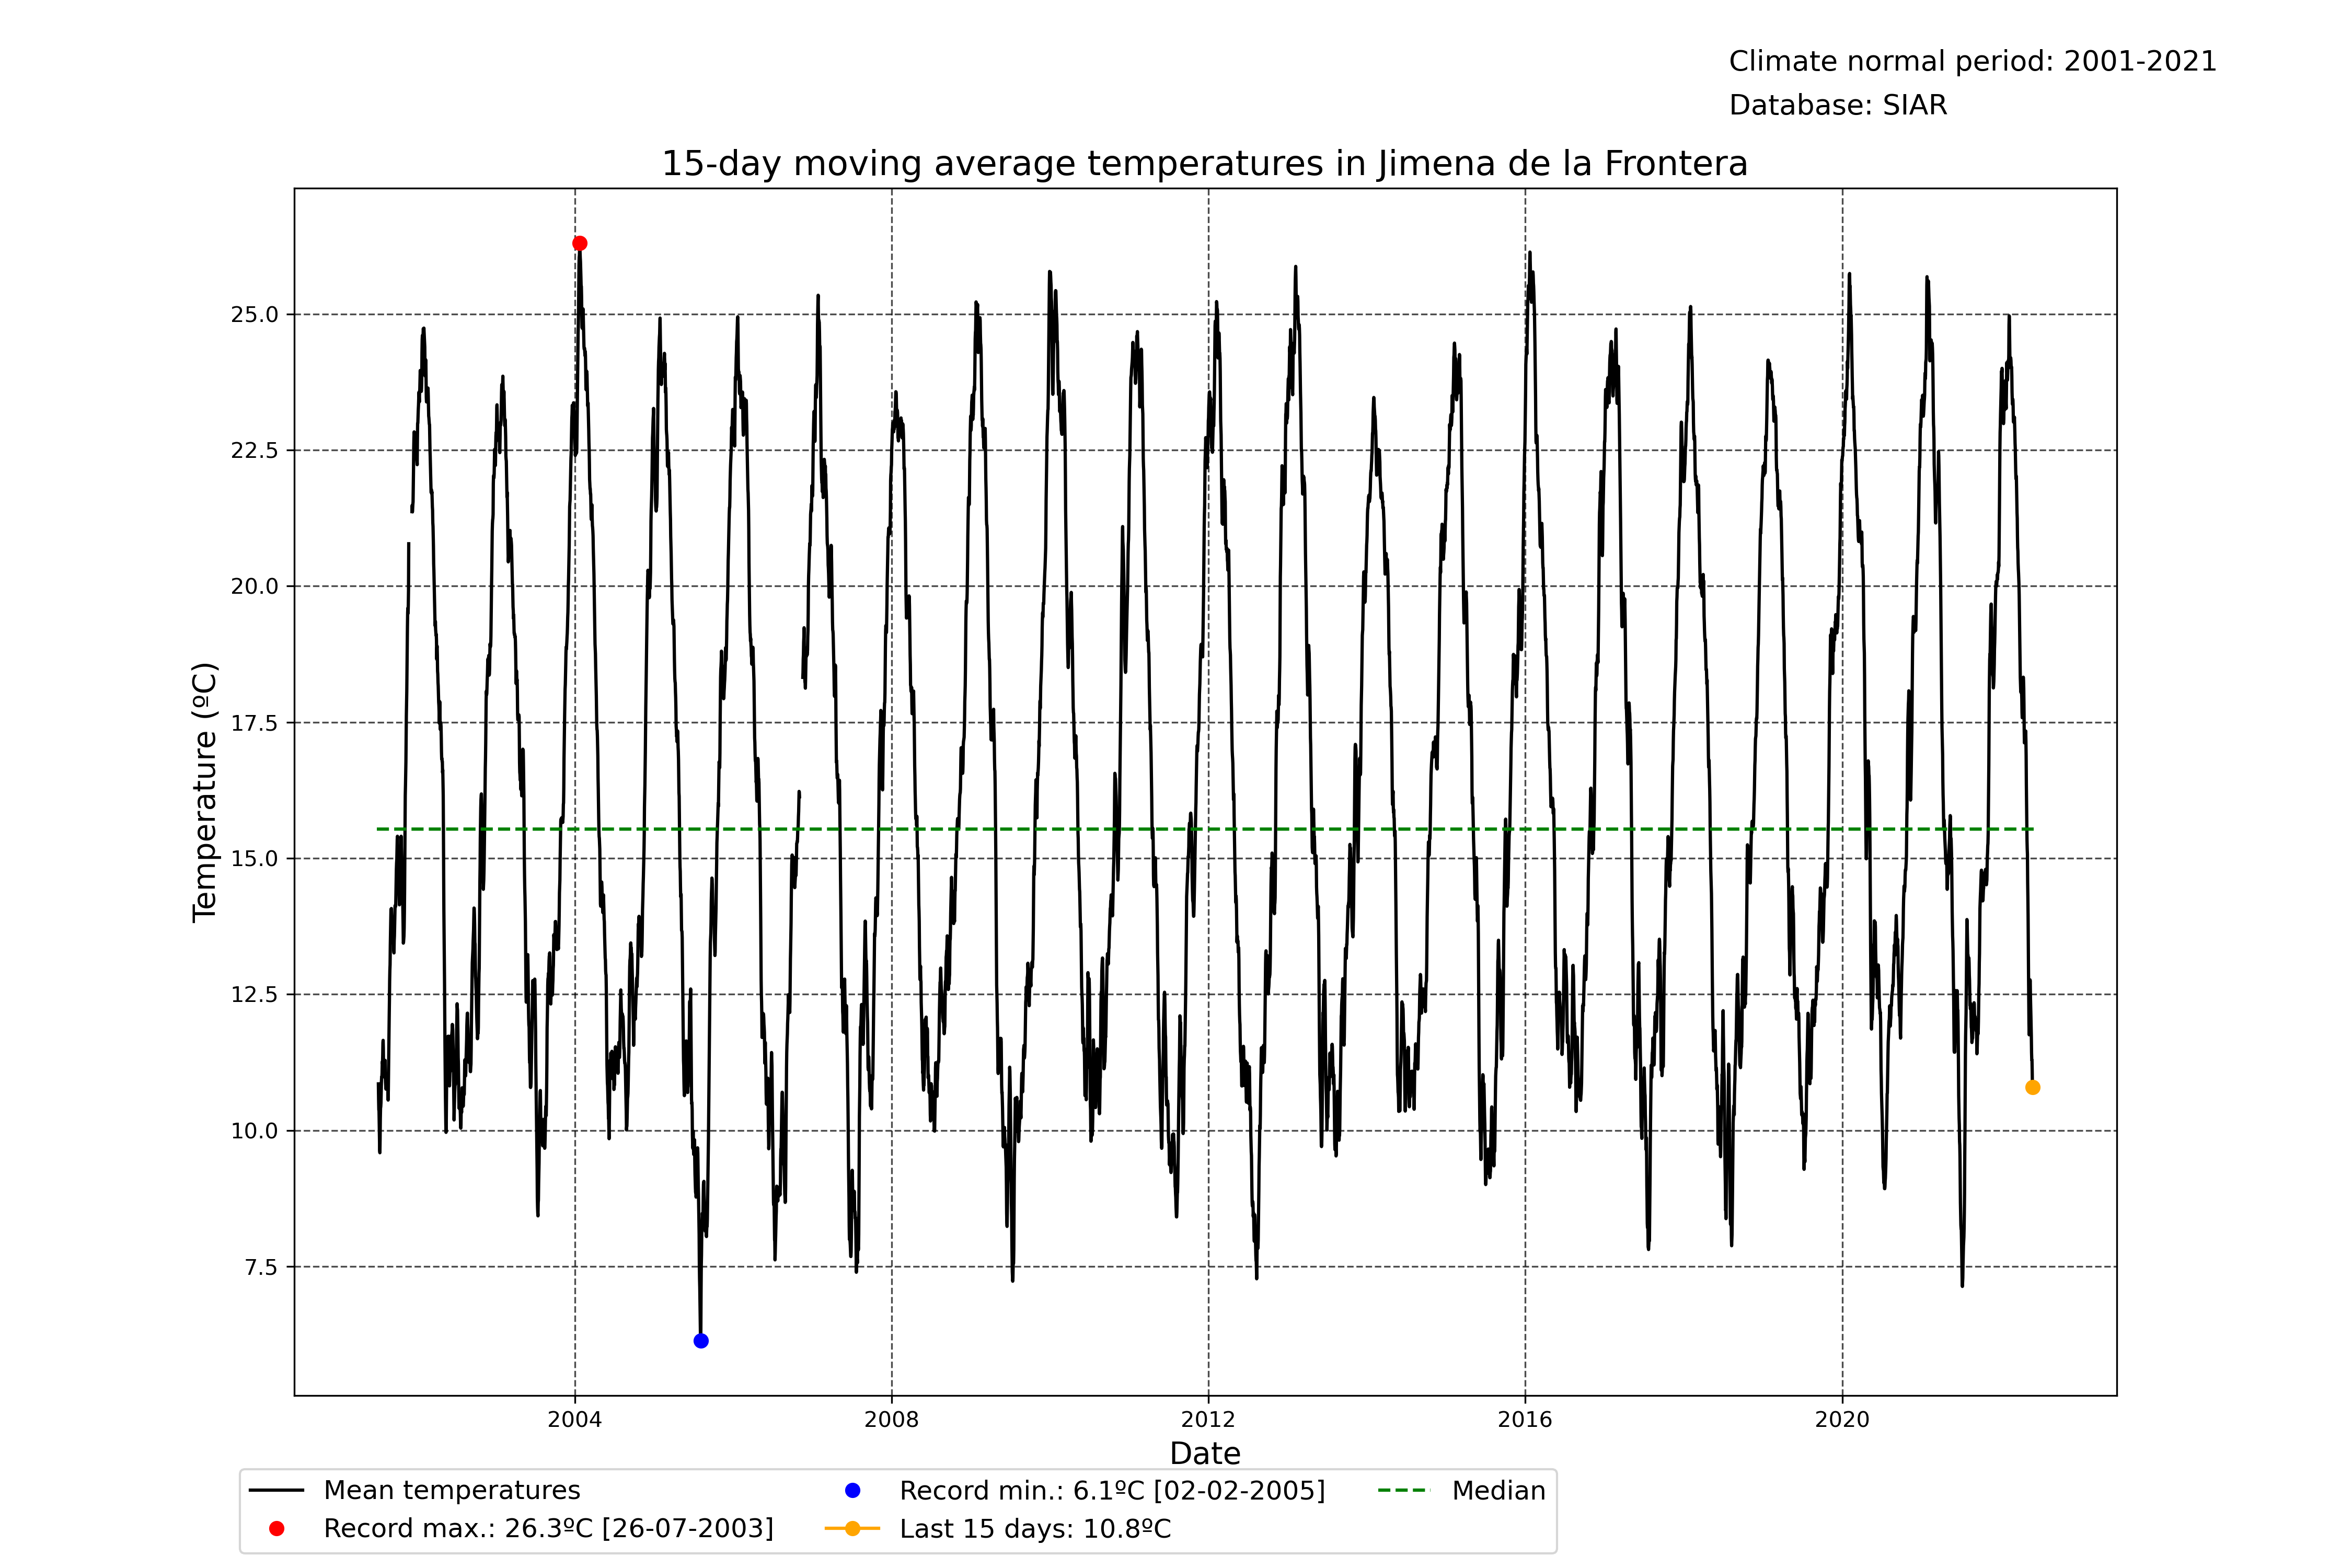 Climate normal period: 2001-2021
Database: SIAR
15-day moving average temperatures in Jimena de la Frontera
25.0
22.5
20.0
17.5
15.0
12.5
10.0
7.5
Temperature (ºC)
2004 2008 2012 2016 2020
Date
Mean temperatures
Record max.: 26.3ºC [26-07-2003]
Record min.: 6.1ºC [02-02-2005]
Last 15 days: 10.8ºC
Median